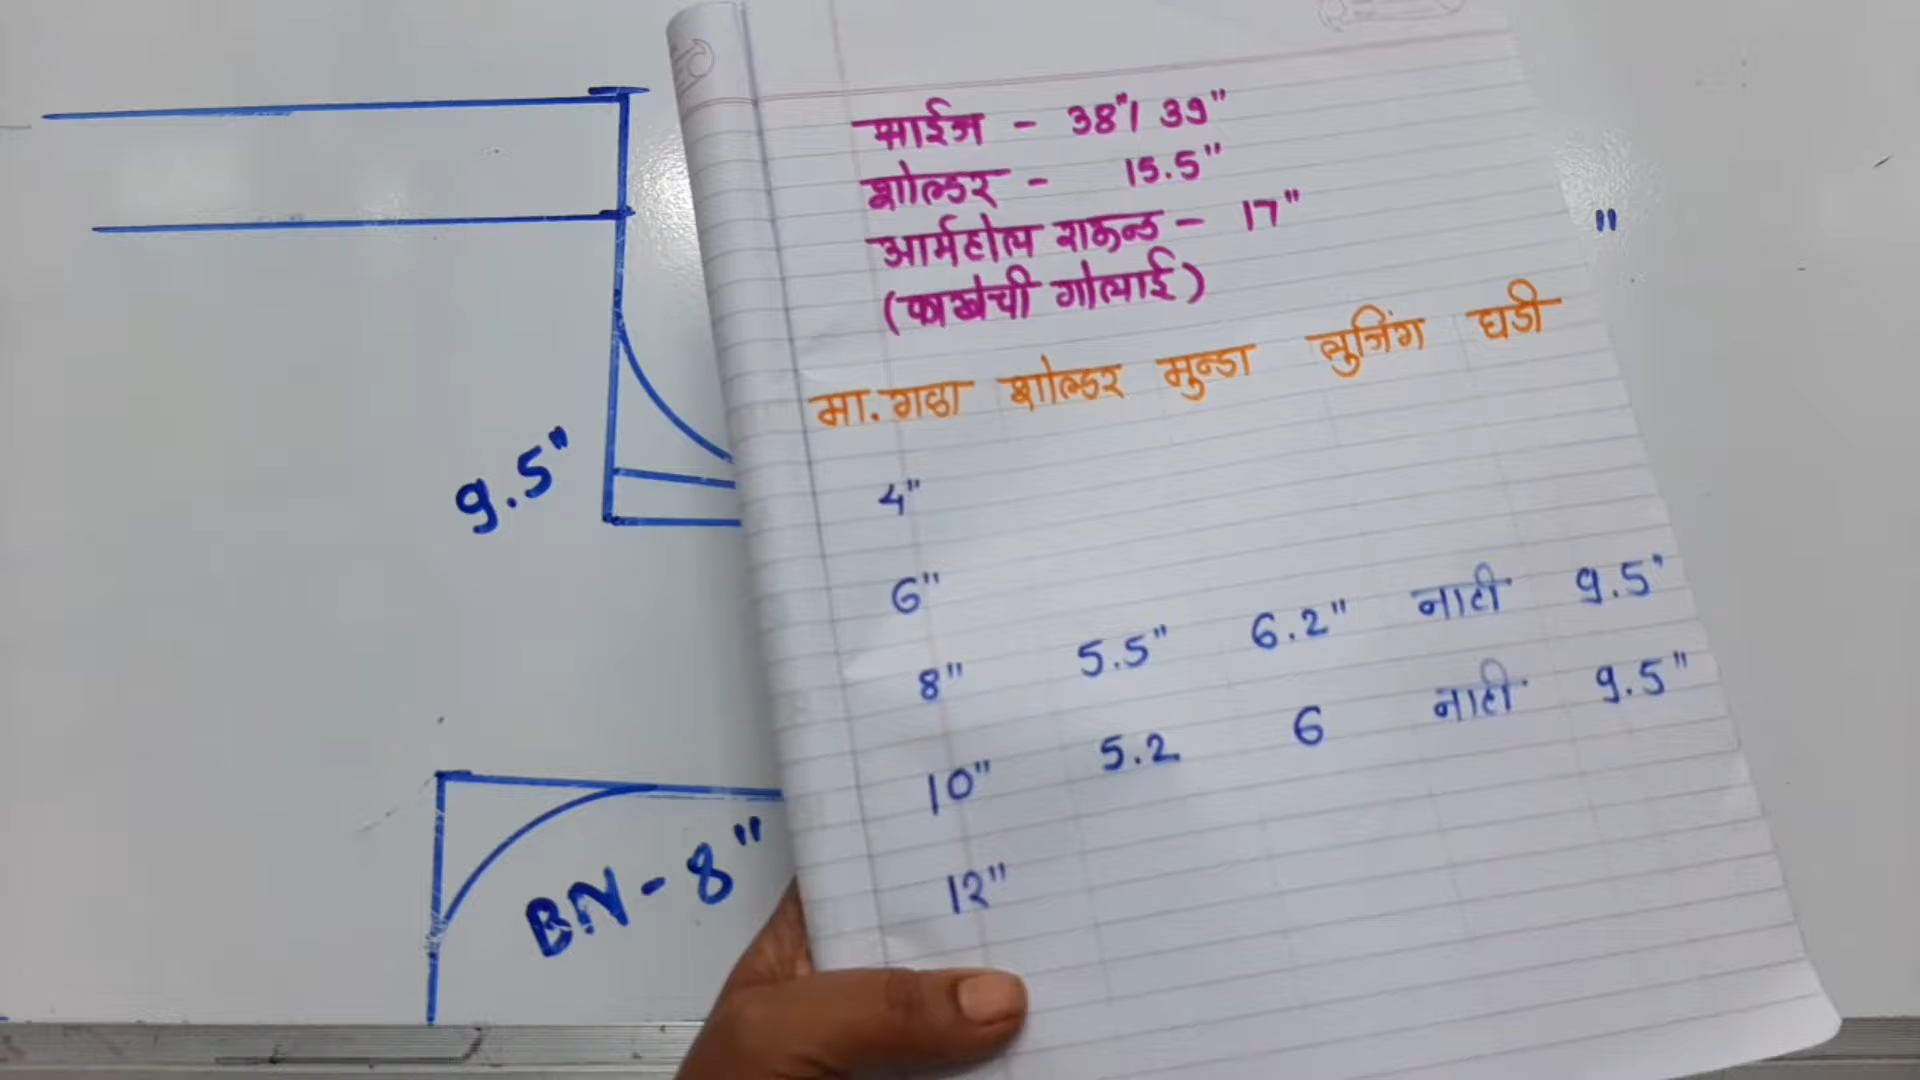 साईज - 38"/ 39"
शोल्डर - 15.5"
आर्महोल राऊन्ड - 17"
(काखेची गोलाई)
मा. गळा शोल्डर मुन्डा लुजिंग घडी
4"
6"
8" 5.5" 6.2" नाही 9.5"
10" 5.2 6 नाही 9.5"
12"
9.5"
BN - 8"
"